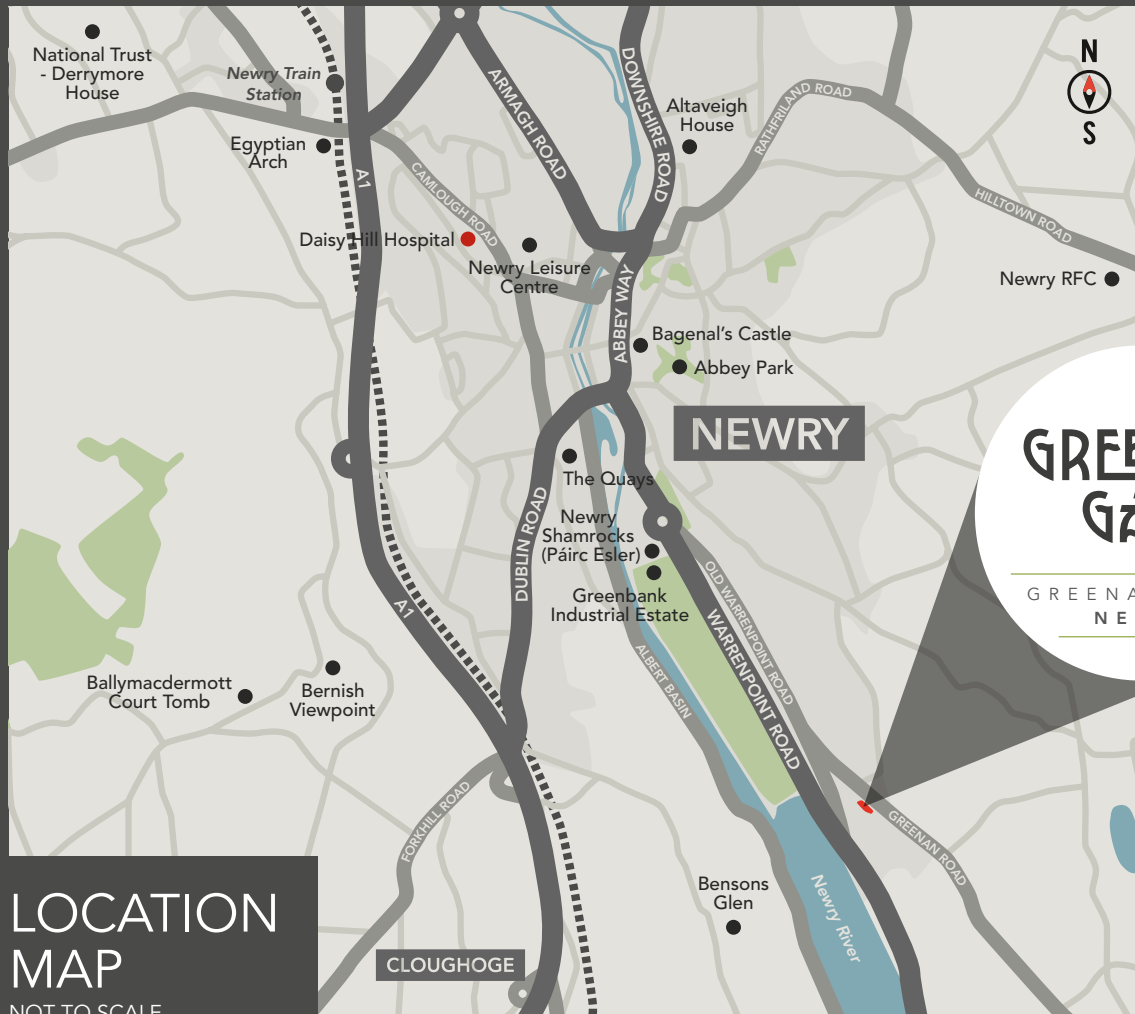 National Trust
- Derrymore
House
Newry Train
Station
Egyptian
Arch
A1
ARMAGH ROAD
DOWNSHIRE ROAD
Altaveigh
House
RATHFRILAND ROAD
N
S
HILLTOWN ROAD
CAMLOUGH ROAD
Daisy Hill Hospital
Newry Leisure
Centre
Newry RFC
ABBEY WAY
Bagenal's Castle
Abbey Park
NEWRY
The Quays
DUBLIN ROAD
Newry
Shamrocks
(Páirc Esler)
Greenbank
Industrial Estate
OLD WARRENPOINT ROAD
WARRENPOINT ROAD
ALBERT BASIN
A1
Ballymacdermott
Court Tomb
Bernish
Viewpoint
FORKHILL ROAD
GREENAN ROAD
Bensons
Glen
Newry River
CLOUGHOGE
LOCATION
MAP
NOT TO SCALE